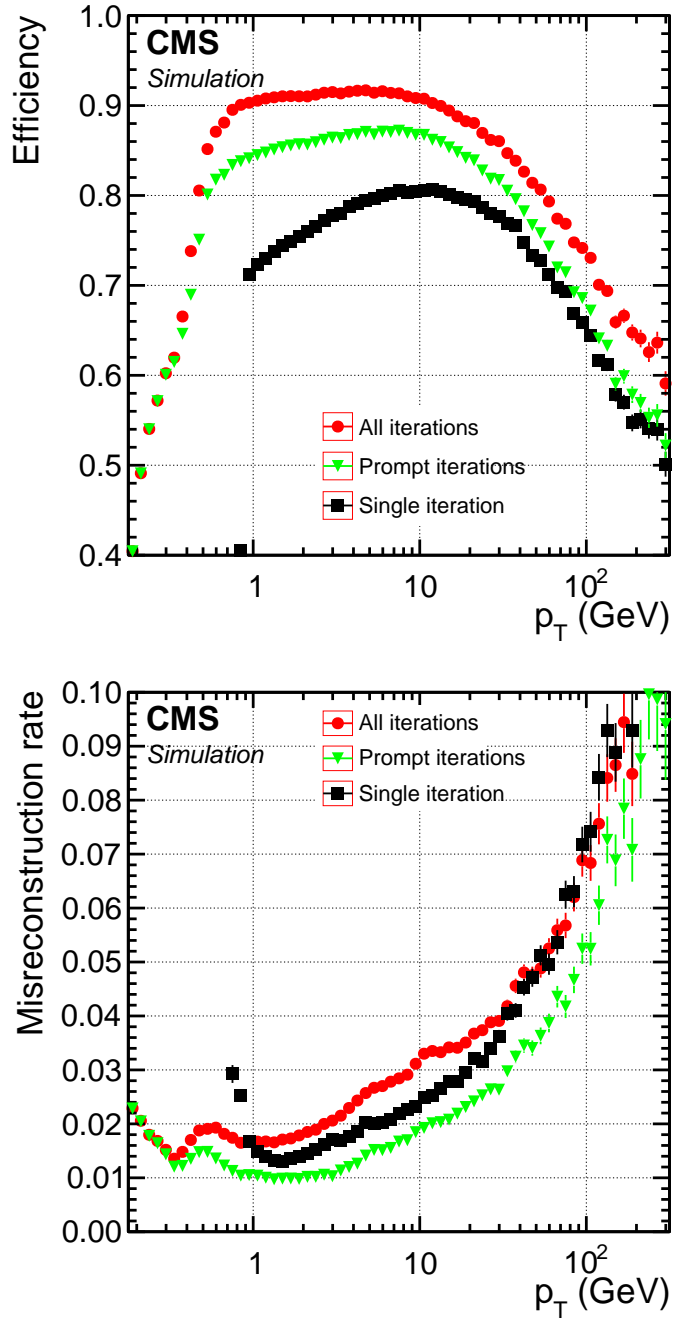 CMS
Simulation
Efficiency
1.0
0.9
0.8
0.7
0.6
0.5
0.4
All iterations
Prompt iterations
Single iteration
1 10 10²
p_T (GeV)
CMS
Simulation
Misreconstruction rate
All iterations
Prompt iterations
Single iteration
0.10
0.09
0.08
0.07
0.06
0.05
0.04
0.03
0.02
0.01
0.00
1 10 10²
p_T (GeV)